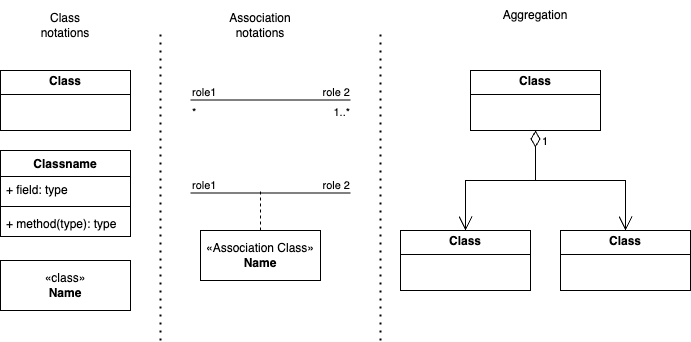 Class
notations
Class
Classname
+ field: type
+ method(type): type
«class»
Name
Association
notations
role1 role 2
* 1..*
role1 role 2
«Association Class»
Name
Aggregation
Class
1
Class Class